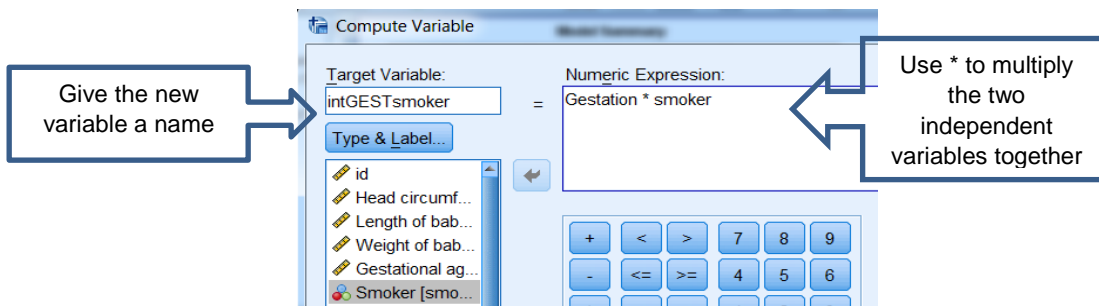 Compute Variable
Model Summary
Give the new
variable a name
Target Variable:
intGESTsmoker
=
Type & Label...
id
Head circumf...
Length of bab...
Weight of bab...
Gestational ag...
Smoker [smo...
Numeric Expression:
Gestation * smoker
+ < > 7 8 9
- <= >= 4 5 6
Use * to multiply
the two
independent
variables together